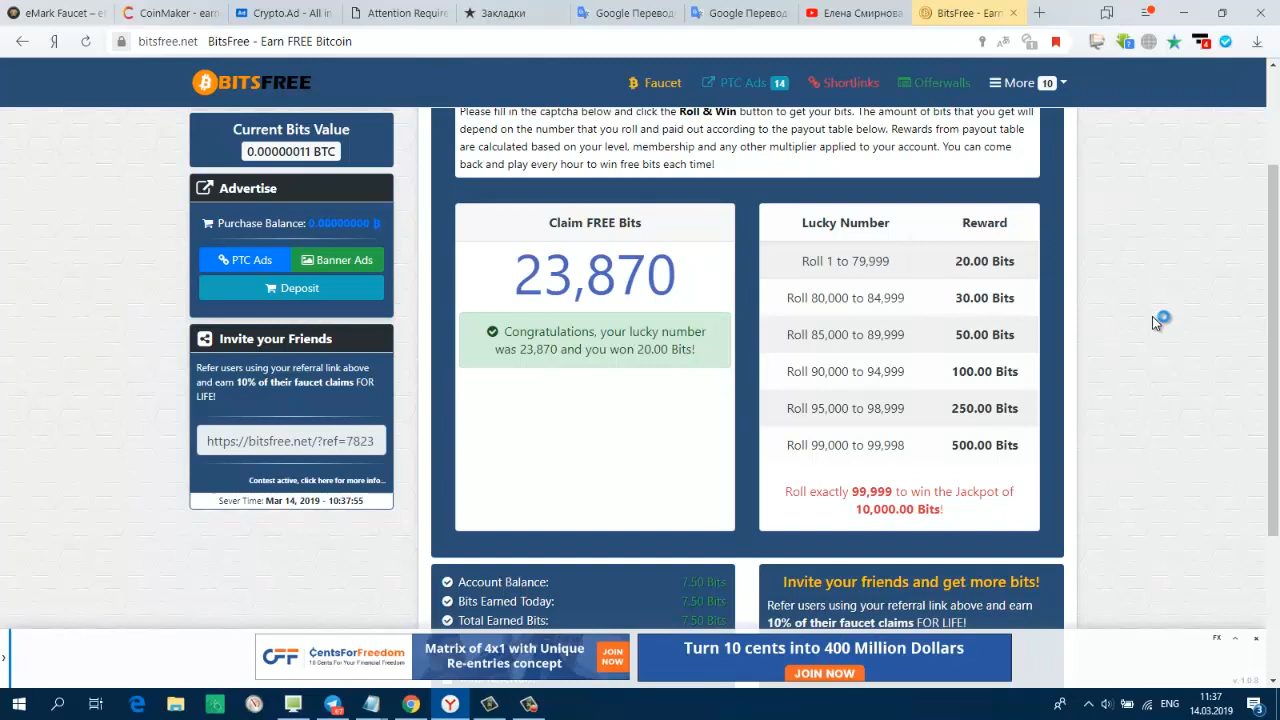 eMark Faucet – ef
CoinMaker - earn
Crypto.Ad - All in
Attention Require
Закладки
Google Перевод
Google Перевод
Елена Смирнова
BitsFree - Earn
bitsfree.net BitsFree - Earn FREE Bitcoin
BITSFREE
Faucet
PTC Ads 14
Shortlinks
Offerwalls
More 10
Current Bits Value
0.00000011 BTC
Advertise
Purchase Balance: 0.00000000 ₿
PTC Ads
Banner Ads
Deposit
Invite your Friends
Refer users using your referral link above
and earn 10% of their faucet claims FOR
LIFE!
https://bitsfree.net/?ref=7823
Contest active, click here for more info...
Sever Time: Mar 14, 2019 - 10:37:55
Please fill in the captcha below and click the Roll & Win button to get your bits. The amount of bits that you get will
depend on the number that you roll and paid out according to the payout table below. Rewards from payout table
are calculated based on your level, membership and any other multiplier applied to your account. You can come
back and play every hour to win free bits each time!
Claim FREE Bits
23,870
Congratulations, your lucky number
was 23,870 and you won 20.00 Bits!
Lucky Number Reward
Roll 1 to 79,999 20.00 Bits
Roll 80,000 to 84,999 30.00 Bits
Roll 85,000 to 89,999 50.00 Bits
Roll 90,000 to 94,999 100.00 Bits
Roll 95,000 to 98,999 250.00 Bits
Roll 99,000 to 99,998 500.00 Bits
Roll exactly 99,999 to win the Jackpot of
10,000.00 Bits!
Account Balance: 7.50 Bits
Bits Earned Today: 7.50 Bits
Total Earned Bits: 7.50 Bits
Invite your friends and get more bits!
Refer users using your referral link above and earn
10% of their faucet claims FOR LIFE!
CFF CentsForFreedom
10 Cents For Your Financial Freedom
Matrix of 4x1 with Unique
Re-entries concept
JOIN
NOW
Turn 10 cents into 400 Million Dollars
JOIN NOW
FX
v 1.0.8
ENG
11:37
14.03.2019